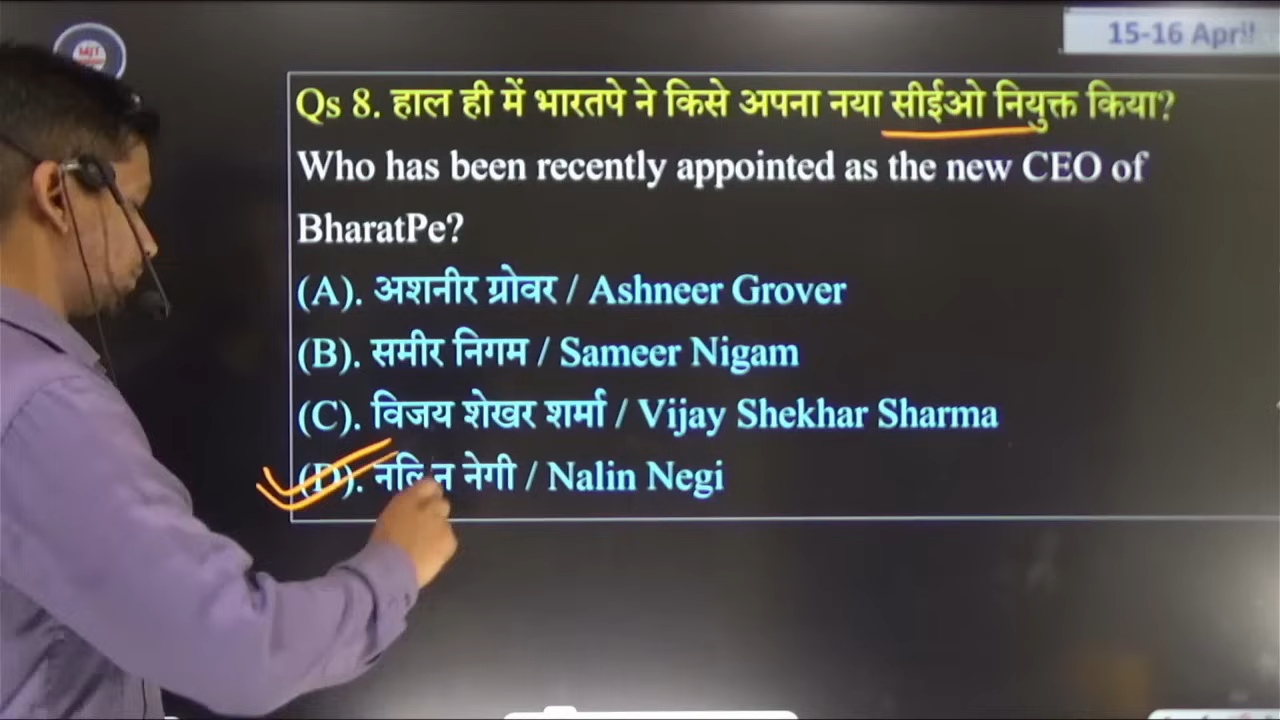 15-16 April
MJT
Qs 8. हाल ही में भारतपे ने किसे अपना नया सीईओ नियुक्त किया?
Who has been recently appointed as the new CEO of
BharatPe?
(A). अशनीर ग्रोवर / Ashneer Grover
(B). समीर निगम / Sameer Nigam
(C). विजय शेखर शर्मा / Vijay Shekhar Sharma
(D). नलिन नेगी / Nalin Negi